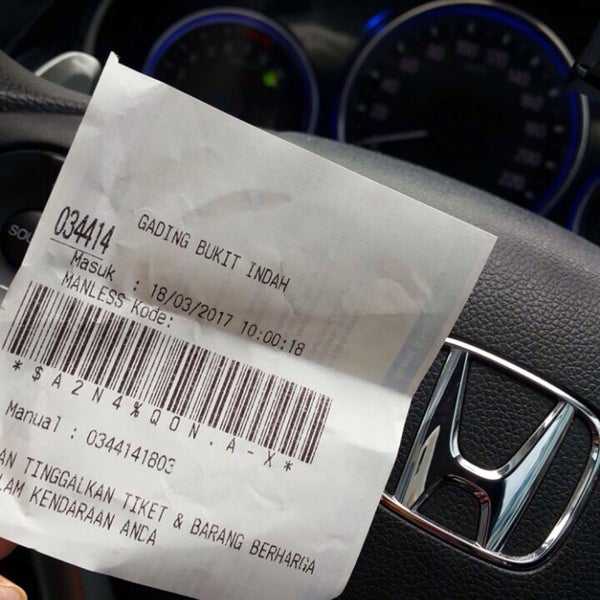 GADING BUKIT INDAH
034414
Masuk : 18/03/2017 10:00:18
MANLESS Kode:
*$A2N4%QON.A-X*
Manual : 0344141803
AN TINGGALKAN TIKET & BARANG BERHARGA
LAM KENDARAAN ANDA